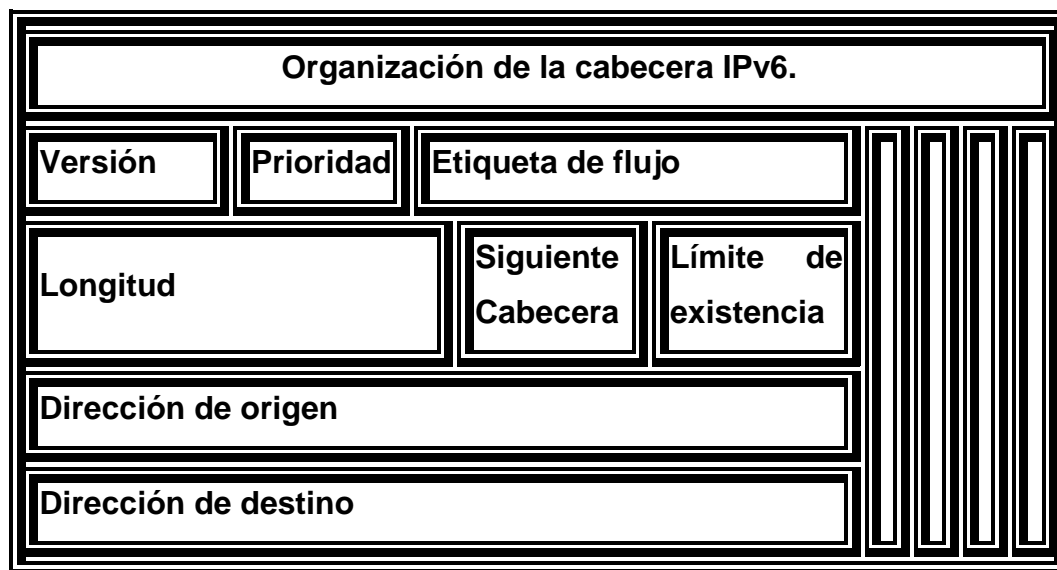 Organización de la cabecera IPv6.
Versión Prioridad Etiqueta de flujo
Longitud
Siguiente
Cabecera
Límite de
existencia
Dirección de origen
Dirección de destino